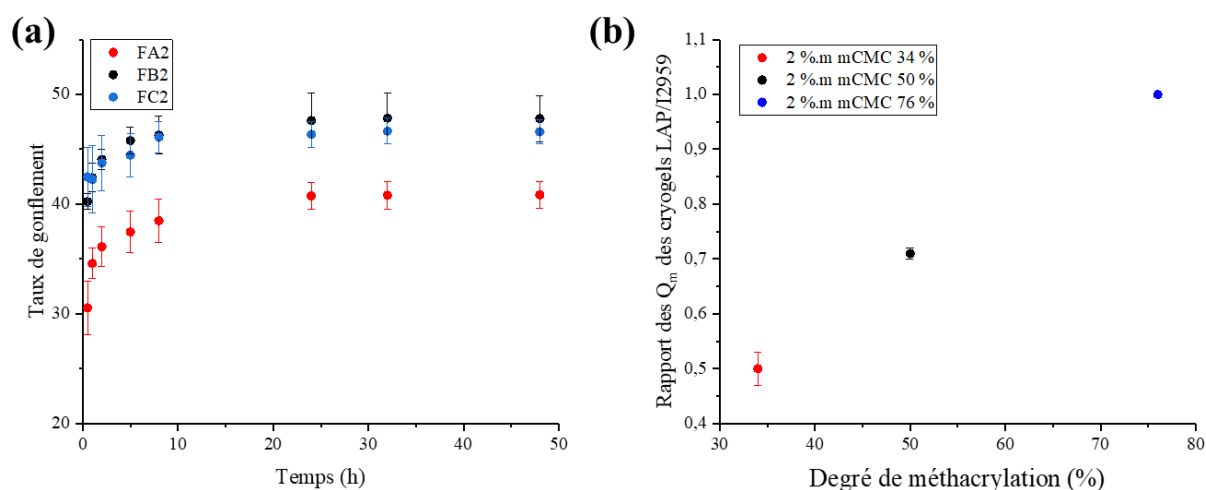 (a)
FA2
FB2
FC2
Taux de gonflement
50
40
30
20
0
10
20
30
40
50
Temps (h)
(b)
2 %.m mCMC 34 %
2 %.m mCMC 50 %
2 %.m mCMC 76 %
Rapport des Qm des cryogels LAP/I2959
1,1
1,0
0,9
0,8
0,7
0,6
0,5
0,4
30
40
50
60
70
80
Degré de méthacrylation (%)